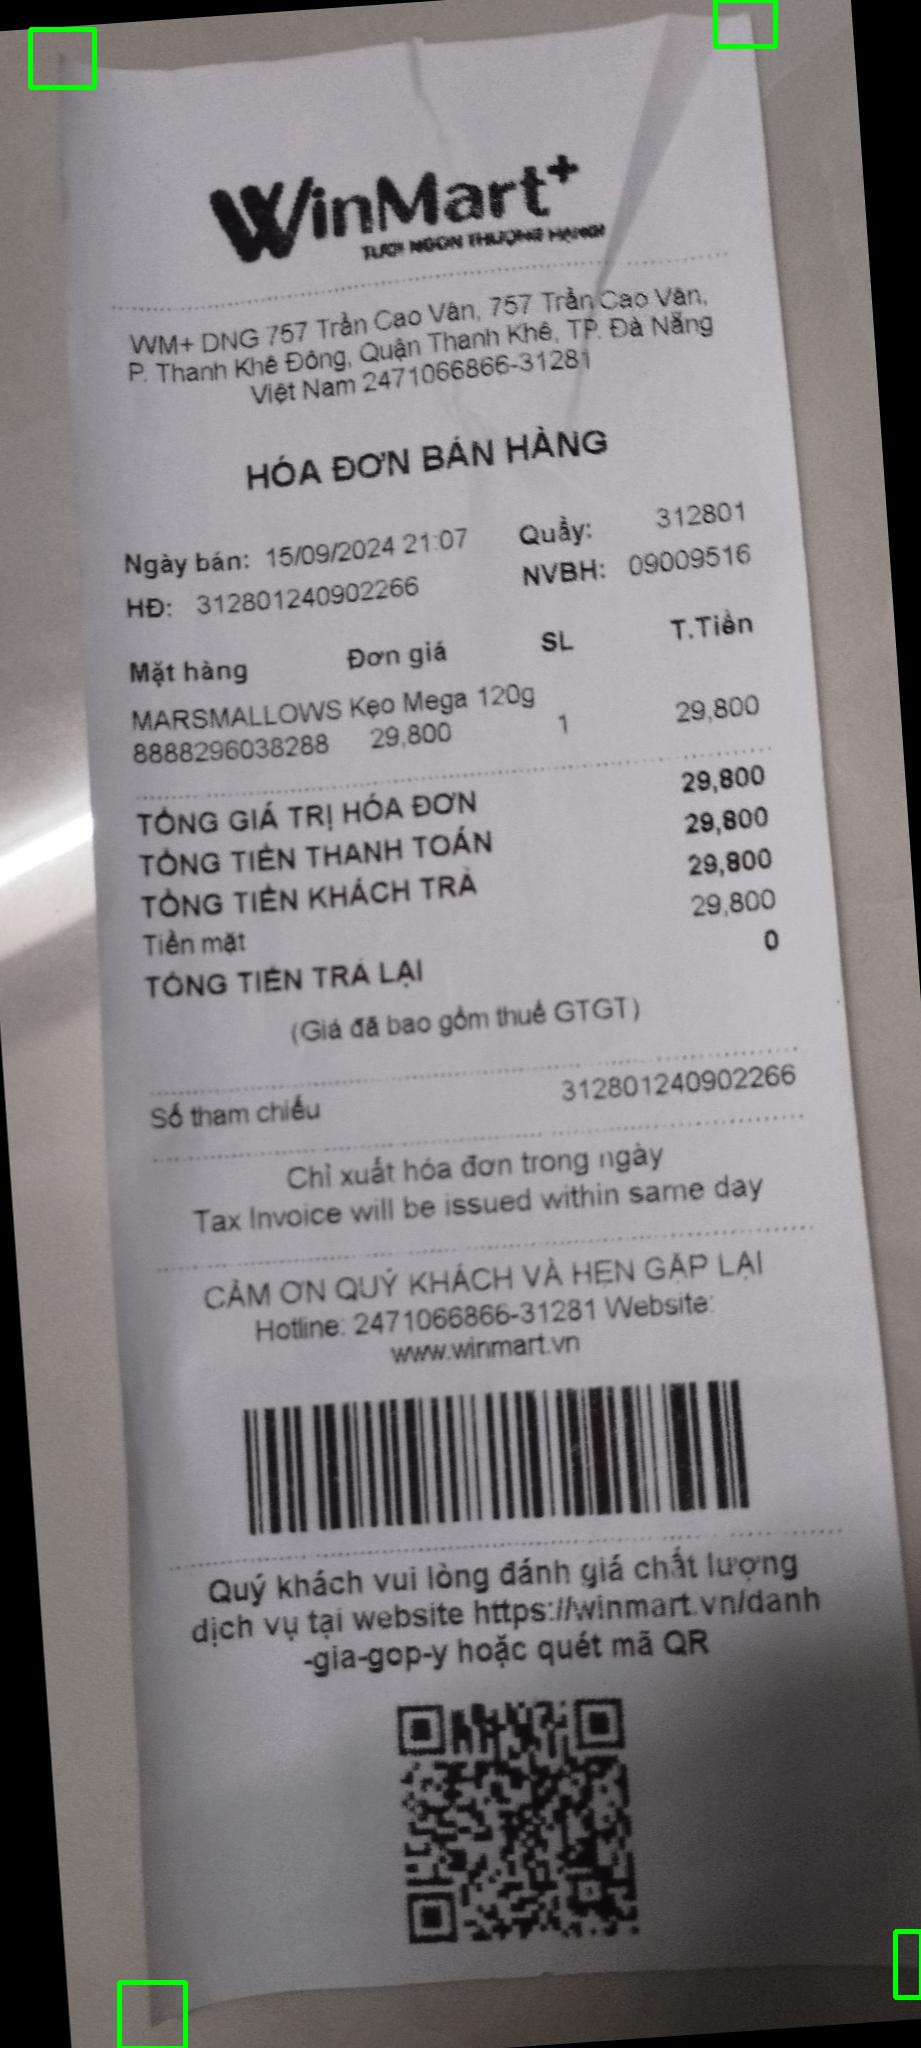 WinMart+
TƯƠI NGON THƯỢNG HẠNG!
WM+ DNG 757 Trần Cao Vân, 757 Trần Cao Vân,
P. Thanh Khê Đông, Quận Thanh Khê, TP. Đà Nẵng
Việt Nam 2471066866-31281
HÓA ĐƠN BÁN HÀNG
Ngày bán: 15/09/2024 21:07 Quầy: 312801
HĐ: 312801240902266 NVBH: 09009516
Mặt hàng Đơn giá SL T.Tiền
MARSMALLOWS Kẹo Mega 120g
8888296038288 29,800 1 29,800
TỔNG GIÁ TRỊ HÓA ĐƠN 29,800
TỔNG TIỀN THANH TOÁN 29,800
TỔNG TIỀN KHÁCH TRẢ 29,800
Tiền mặt 29,800
TỔNG TIỀN TRẢ LẠI 0
(Giá đã bao gồm thuế GTGT)
Số tham chiếu 312801240902266
Chỉ xuất hóa đơn trong ngày
Tax Invoice will be issued within same day
CẢM ƠN QUÝ KHÁCH VÀ HẸN GẶP LẠI
Hotline: 2471066866-31281 Website:
www.winmart.vn
Quý khách vui lòng đánh giá chất lượng
dịch vụ tại website https://winmart.vn/danh
-gia-gop-y hoặc quét mã QR